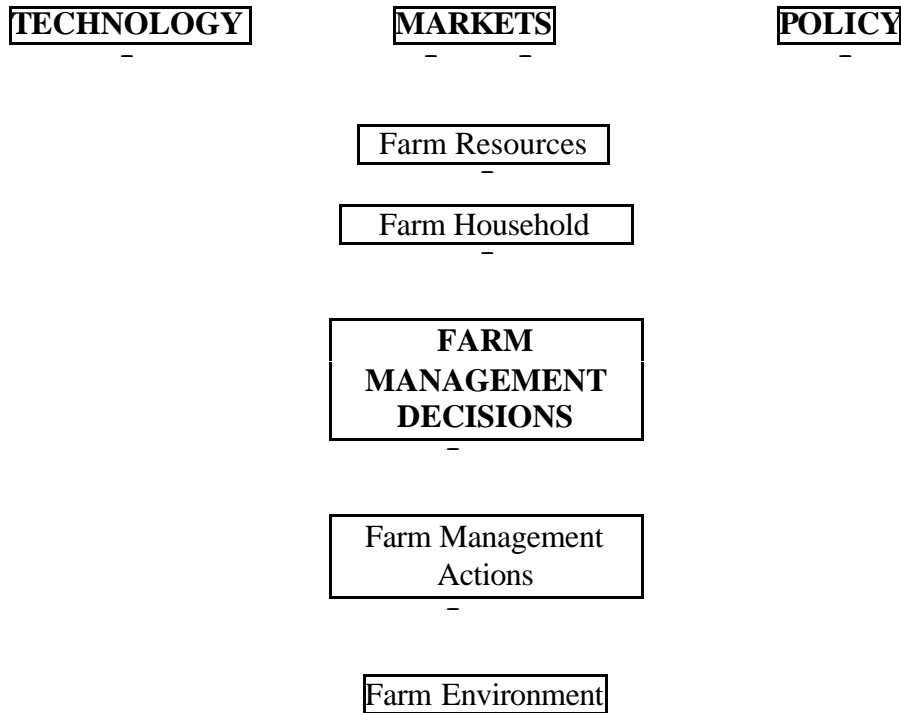 TECHNOLOGY MARKETS POLICY
Farm Resources
Farm Household
FARM
MANAGEMENT
DECISIONS
Farm Management
Actions
Farm Environment